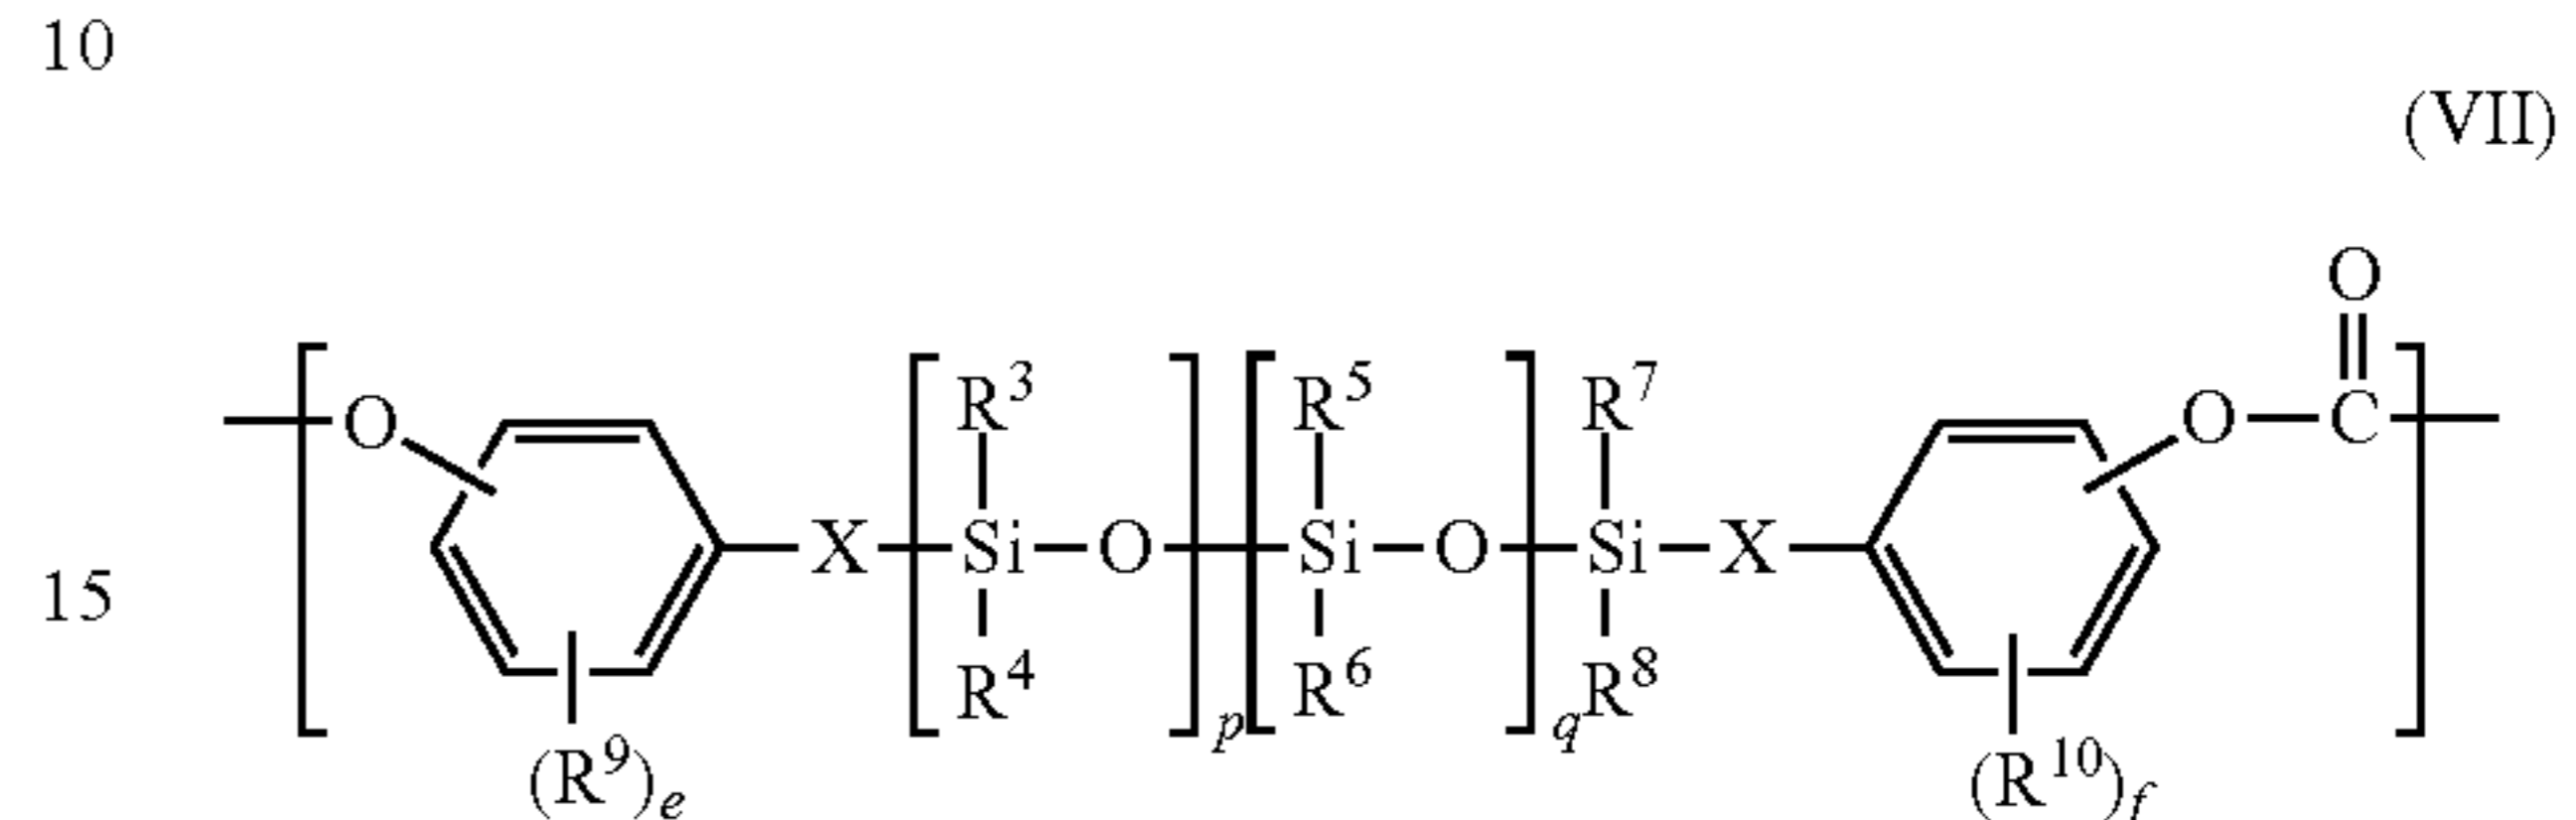 10
(VII)
O
O R³ R⁵ R⁷ O C
X Si O Si O Si X
15
R⁴ p R⁶ q R⁸
(R⁹)e (R¹⁰)f